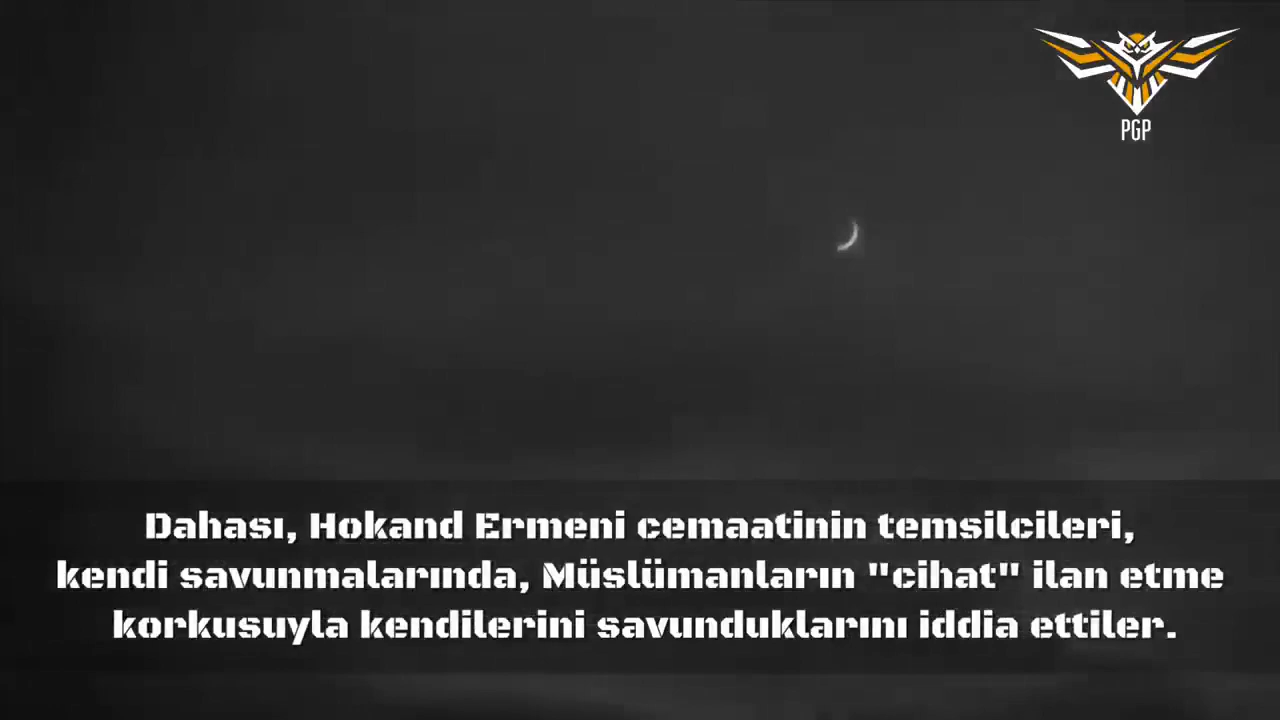 PGP
Dahası, Hokand Ermeni cemaatinin temsilcileri,
kendi savunmalarında, Müslümanların "cihat" ilan etme
korkusuyla kendilerini savunduklarını iddia ettiler.